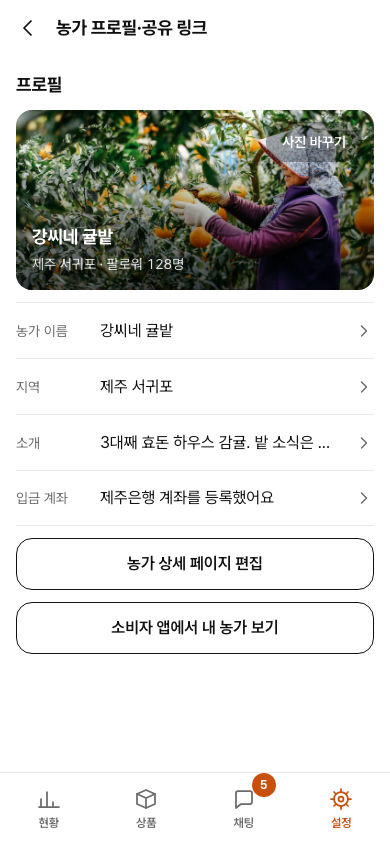 농가 프로필·공유 링크
프로필
사진 바꾸기
강씨네 귤밭
제주 서귀포 · 팔로워 128명
농가 이름 강씨네 귤밭
지역 제주 서귀포
소개 3대째 효돈 하우스 감귤. 밭 소식은 ...
입금 계좌 제주은행 계좌를 등록했어요
농가 상세 페이지 편집
소비자 앱에서 내 농가 보기
5
현황 상품 채팅 설정